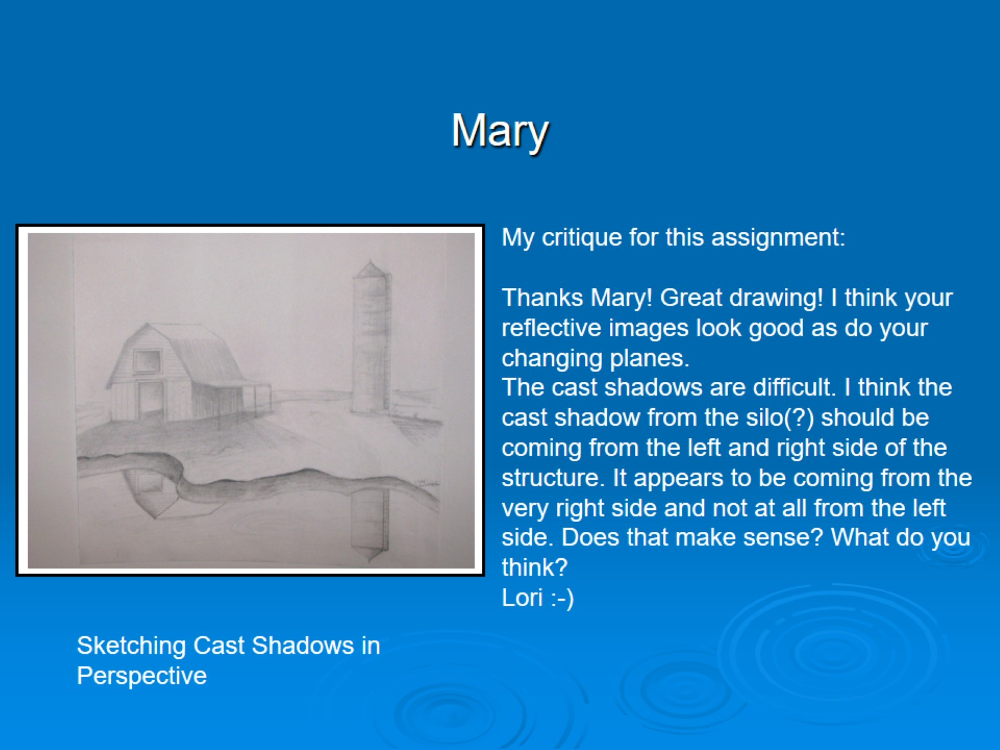 Mary
My critique for this assignment:
Thanks Mary! Great drawing! I think your
reflective images look good as do your
changing planes.
The cast shadows are difficult. I think the
cast shadow from the silo(?) should be
coming from the left and right side of the
structure. It appears to be coming from the
very right side and not at all from the left
side. Does that make sense? What do you
think?
Lori :-)
Sketching Cast Shadows in
Perspective